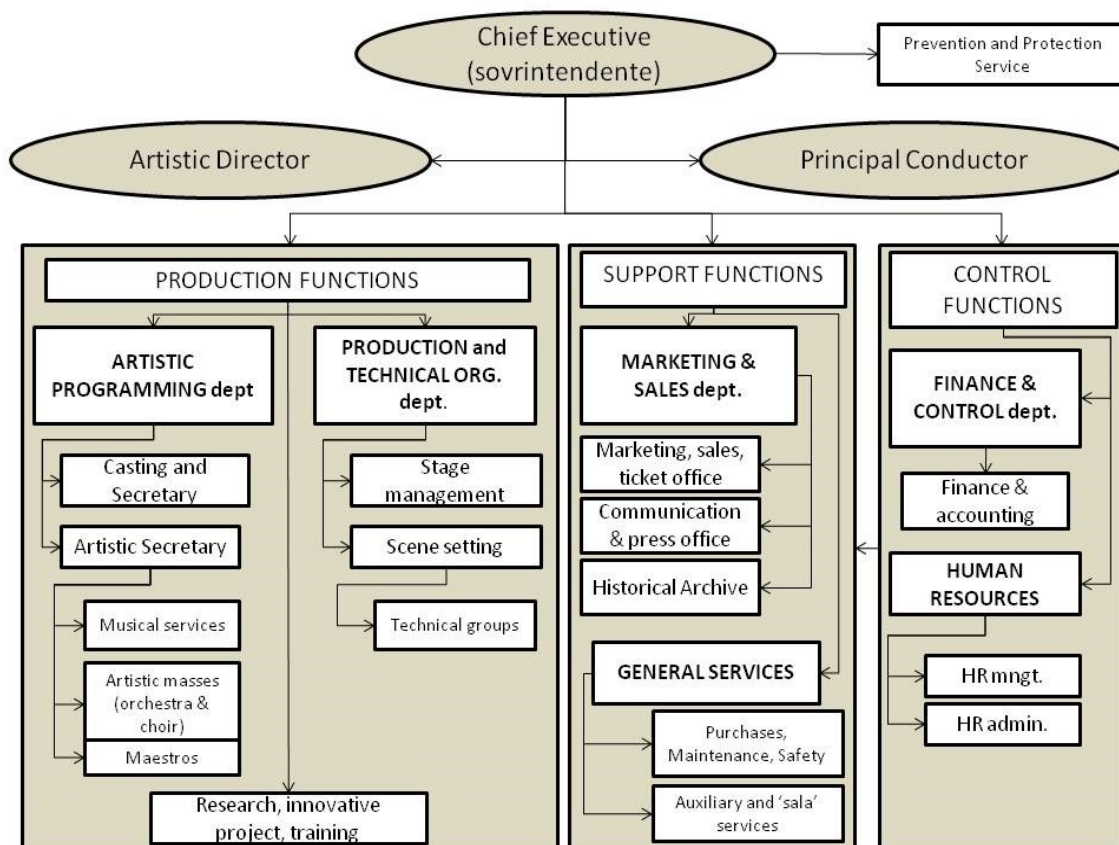 Chief Executive
(sovrintendente)
Prevention and Protection
Service
Artistic Director
Principal Conductor
PRODUCTION FUNCTIONS
ARTISTIC
PROGRAMMING dept
Casting and
Secretary
Artistic Secretary
Musical services
Artistic masses
(orchestra &
choir)
Maestros
PRODUCTION and
TECHNICAL ORG.
dept.
Stage
management
Scene setting
Technical groups
Research, innovative
project, training
SUPPORT FUNCTIONS
MARKETING &
SALES dept.
Marketing, sales,
ticket office
Communication
& press office
Historical Archive
GENERAL SERVICES
Purchases,
Maintenance, Safety
Auxiliary and ‘sala’
services
CONTROL
FUNCTIONS
FINANCE &
CONTROL dept.
Finance &
accounting
HUMAN
RESOURCES
HR mngt.
HR admin.